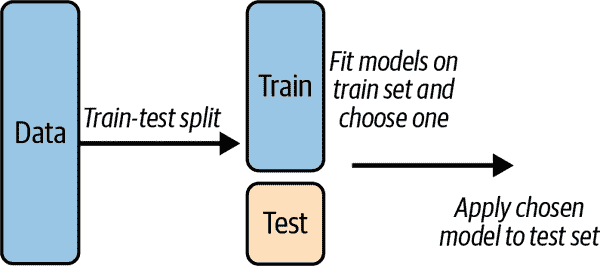 Data
Train-test split
Train
Test
Fit models on
train set and
choose one
Apply chosen
model to test set